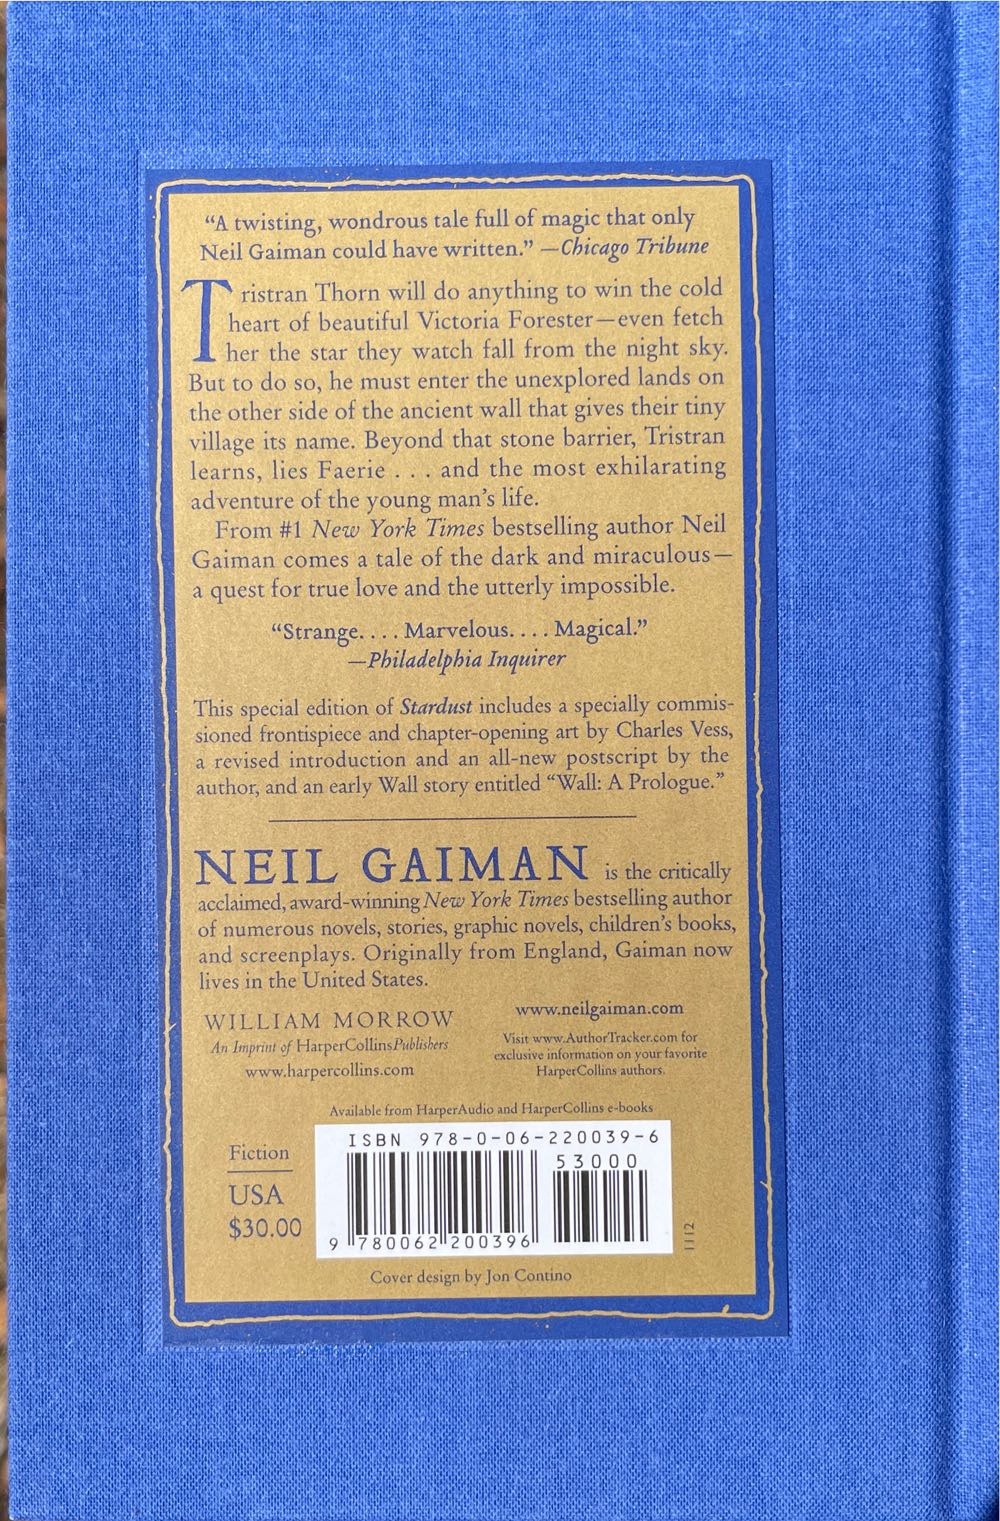 “A twisting, wondrous tale full of magic that only
Neil Gaiman could have written.” —Chicago Tribune
Tristran Thorn will do anything to win the cold
heart of beautiful Victoria Forester—even fetch
her the star they watch fall from the night sky.
But to do so, he must enter the unexplored lands on
the other side of the ancient wall that gives their tiny
village its name. Beyond that stone barrier, Tristran
learns, lies Faerie . . . and the most exhilarating
adventure of the young man’s life.
From #1 New York Times bestselling author Neil
Gaiman comes a tale of the dark and miraculous—
a quest for true love and the utterly impossible.
“Strange. . . . Marvelous. . . . Magical.”
—Philadelphia Inquirer
This special edition of Stardust includes a specially commis-
sioned frontispiece and chapter-opening art by Charles Vess,
a revised introduction and an all-new postscript by the
author, and an early Wall story entitled “Wall: A Prologue.”
NEIL GAIMAN is the critically
acclaimed, award-winning New York Times bestselling author
of numerous novels, stories, graphic novels, children’s books,
and screenplays. Originally from England, Gaiman now
lives in the United States.
WILLIAM MORROW
An Imprint of HarperCollinsPublishers
www.harpercollins.com
www.neilgaiman.com
Visit www.AuthorTracker.com for
exclusive information on your favorite
HarperCollins authors.
Available from HarperAudio and HarperCollins e-books
Fiction
USA
$30.00
ISBN 978-0-06-220039-6
53000
9 780062 200396
1112
Cover design by Jon Contino